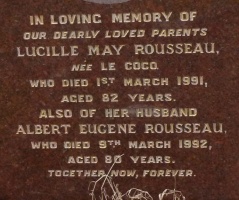 IN LOVING MEMORY OF
OUR DEARLY LOVED PARENTS
LUCILLE MAY ROUSSEAU,
NÉE LE COCQ.
WHO DIED 1ST MARCH 1991,
AGED 82 YEARS.
ALSO OF HER HUSBAND
ALBERT EUGENE ROUSSEAU,
WHO DIED 9TH MARCH 1992,
AGED 80 YEARS.
TOGETHER NOW, FOREVER.